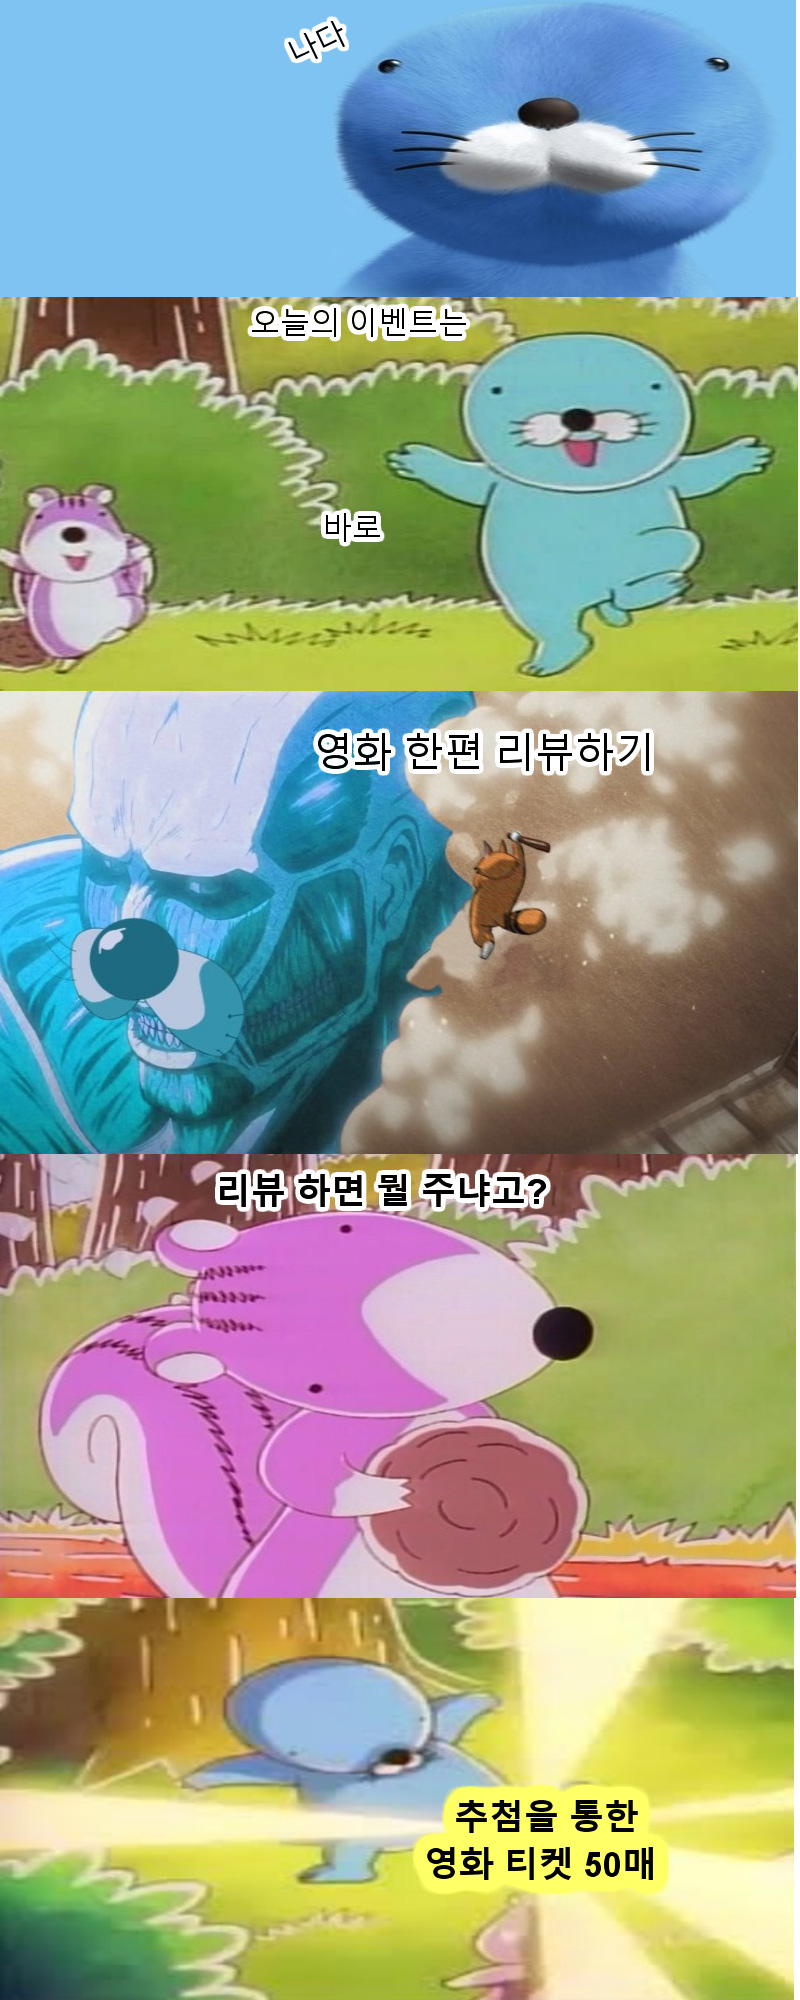 나다
오늘의 이벤트는
바로
영화 한편 리뷰하기
리뷰 하면 뭘 주냐고?
추첨을 통한
영화 티켓 50매